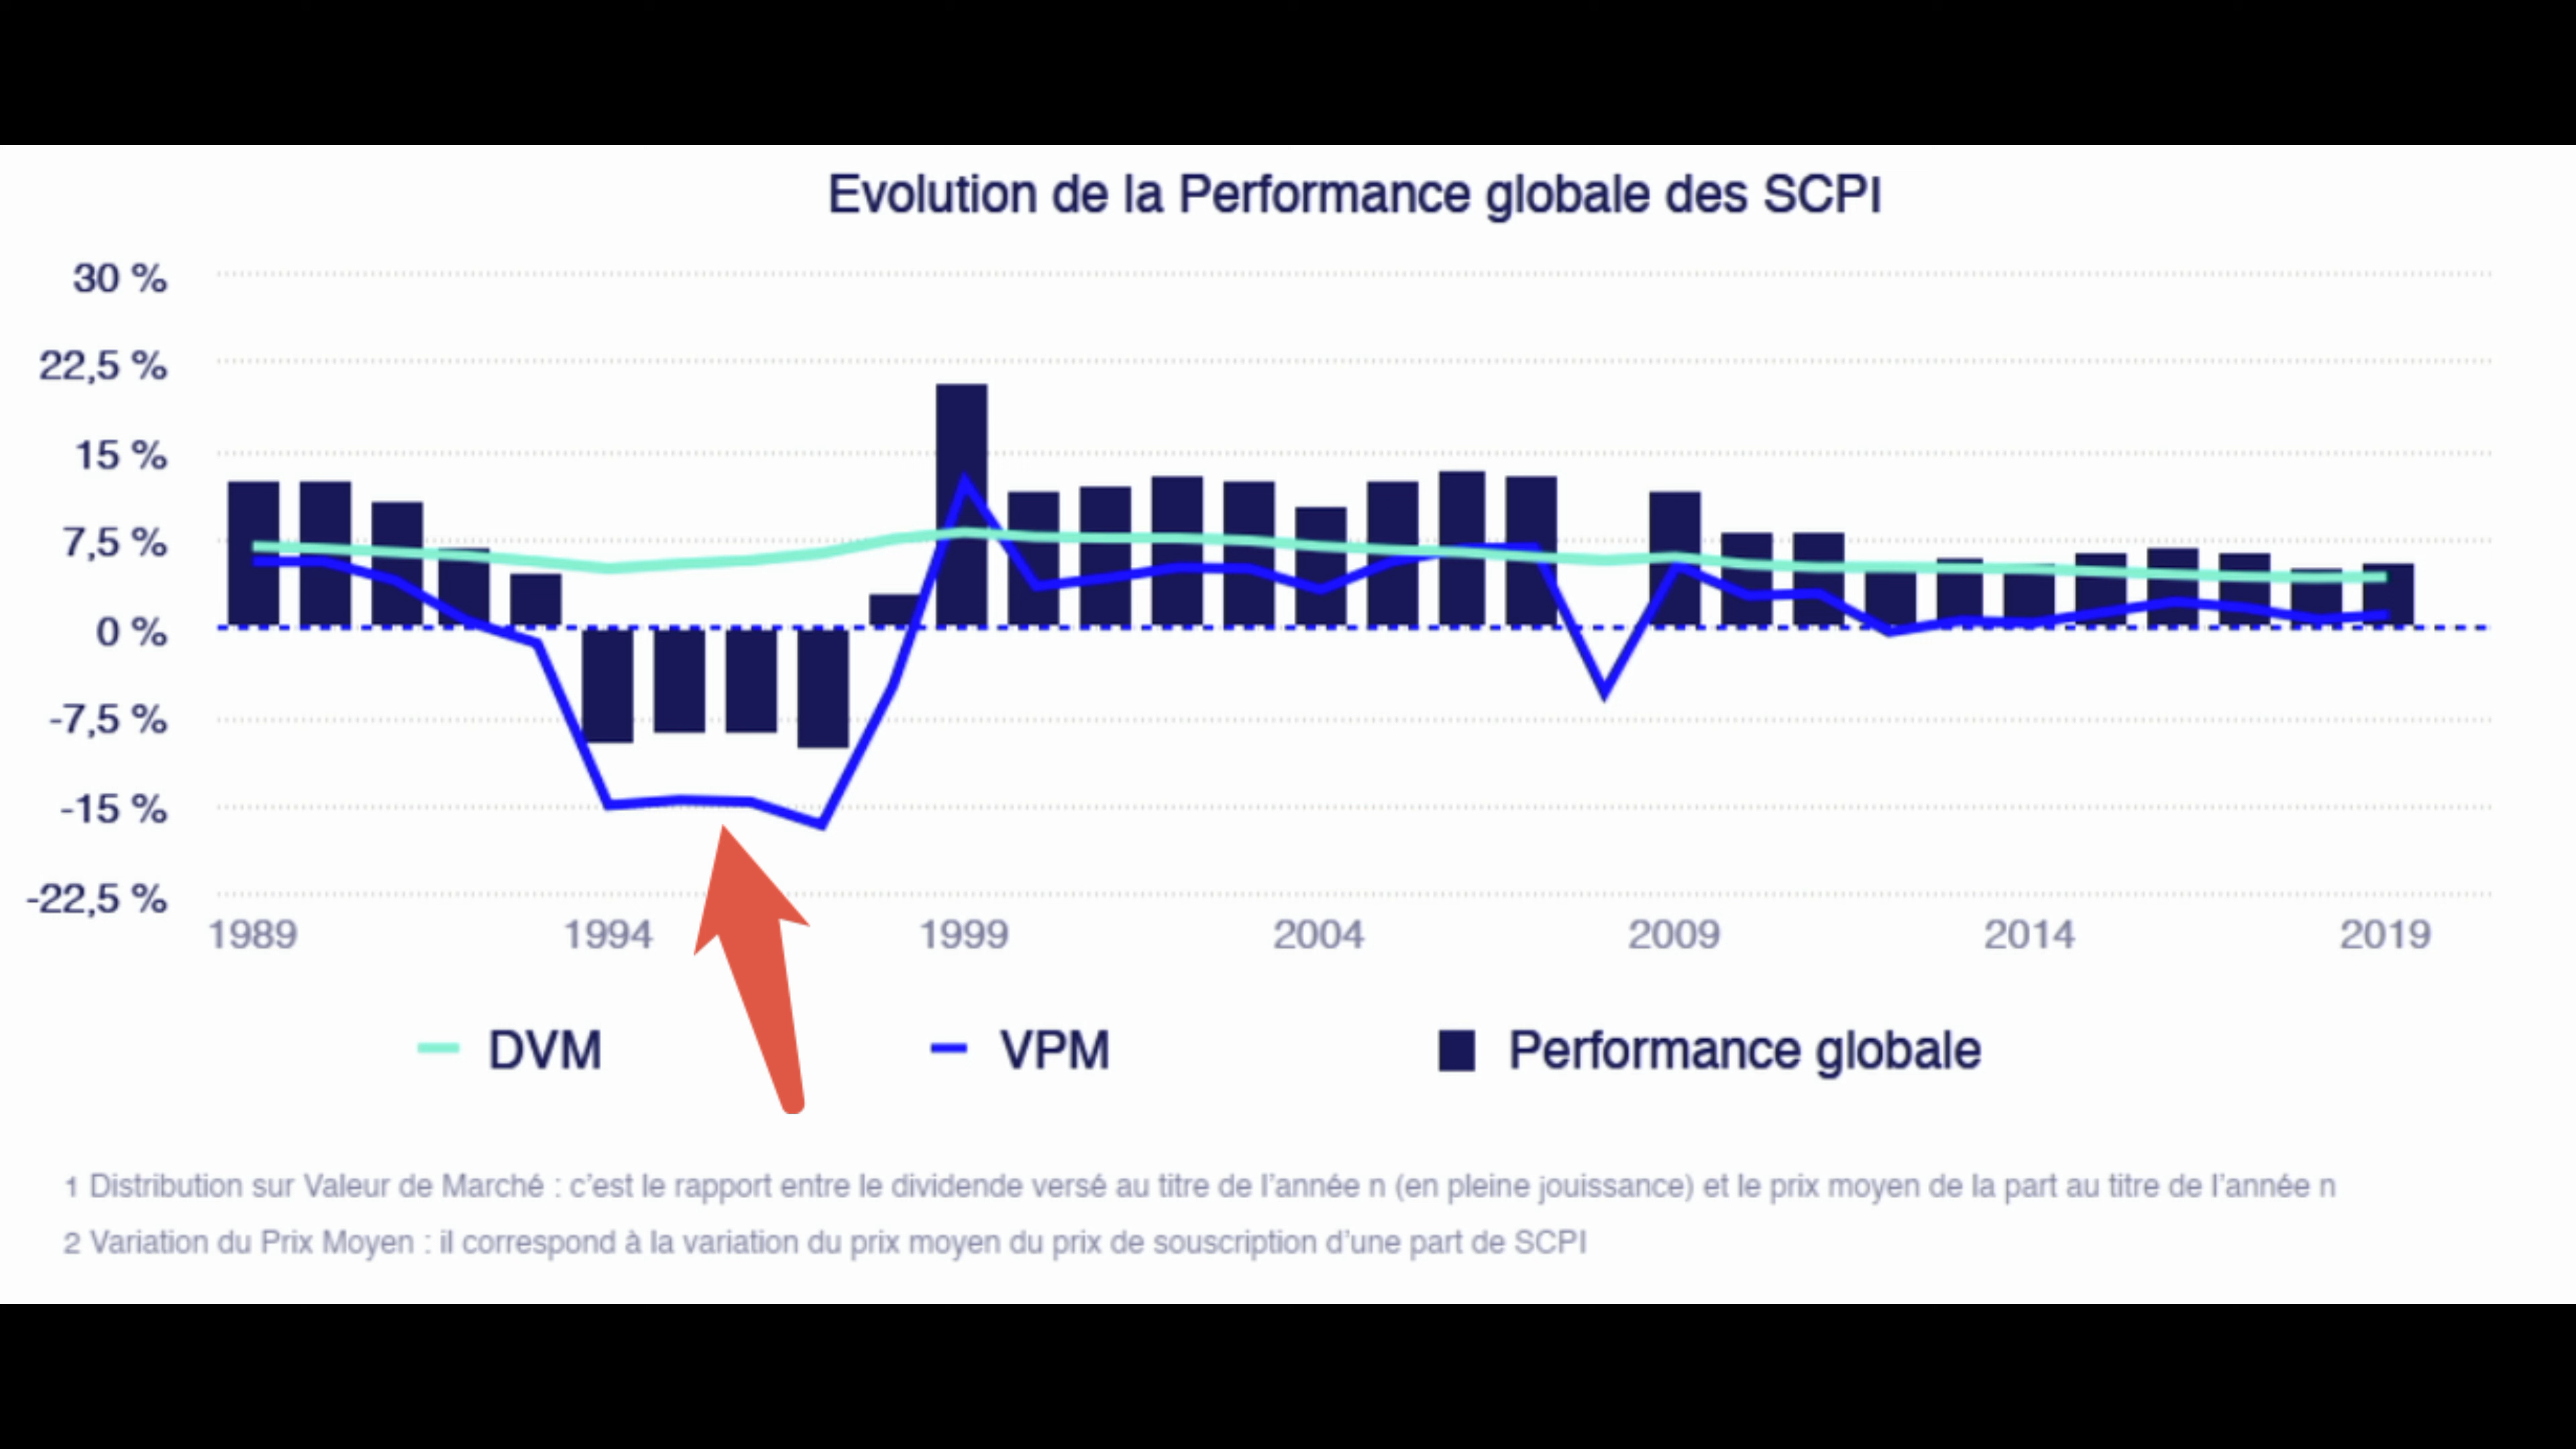 Evolution de la Performance globale des SCPI
30 %
22,5 %
15 %
7,5 %
0 %
-7,5 %
-15 %
-22,5 %
1989 1994 1999 2004 2009 2014 2019
DVM VPM Performance globale
1 Distribution sur Valeur de Marché : c’est le rapport entre le dividende versé au titre de l’année n (en pleine jouissance) et le prix moyen de la part au titre de l’année n
2 Variation du Prix Moyen : il correspond à la variation du prix moyen du prix de souscription d’une part de SCPI